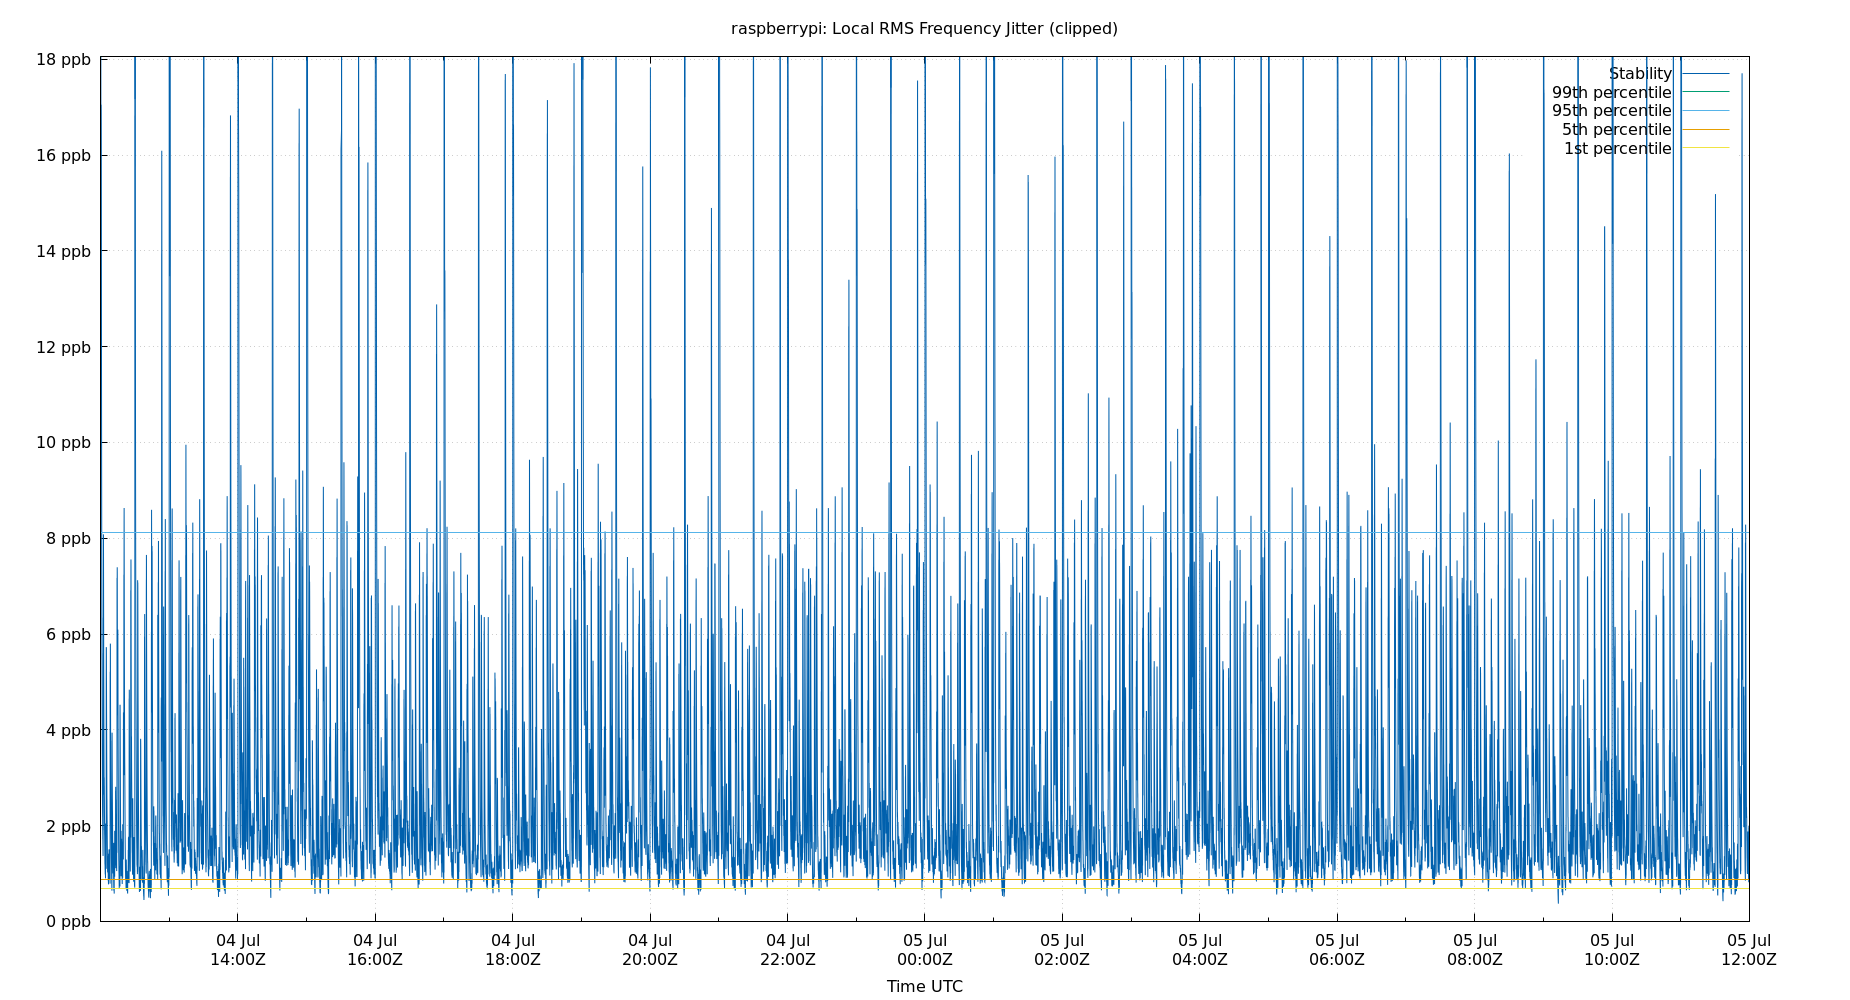 raspberrypi: Local RMS Frequency Jitter (clipped)
18 ppb
16 ppb
14 ppb
12 ppb
10 ppb
8 ppb
6 ppb
4 ppb
2 ppb
0 ppb
Stability
99th percentile
95th percentile
5th percentile
1st percentile
04 Jul
14:00Z
04 Jul
16:00Z
04 Jul
18:00Z
04 Jul
20:00Z
04 Jul
22:00Z
05 Jul
00:00Z
05 Jul
02:00Z
05 Jul
04:00Z
05 Jul
06:00Z
05 Jul
08:00Z
05 Jul
10:00Z
05 Jul
12:00Z
Time UTC